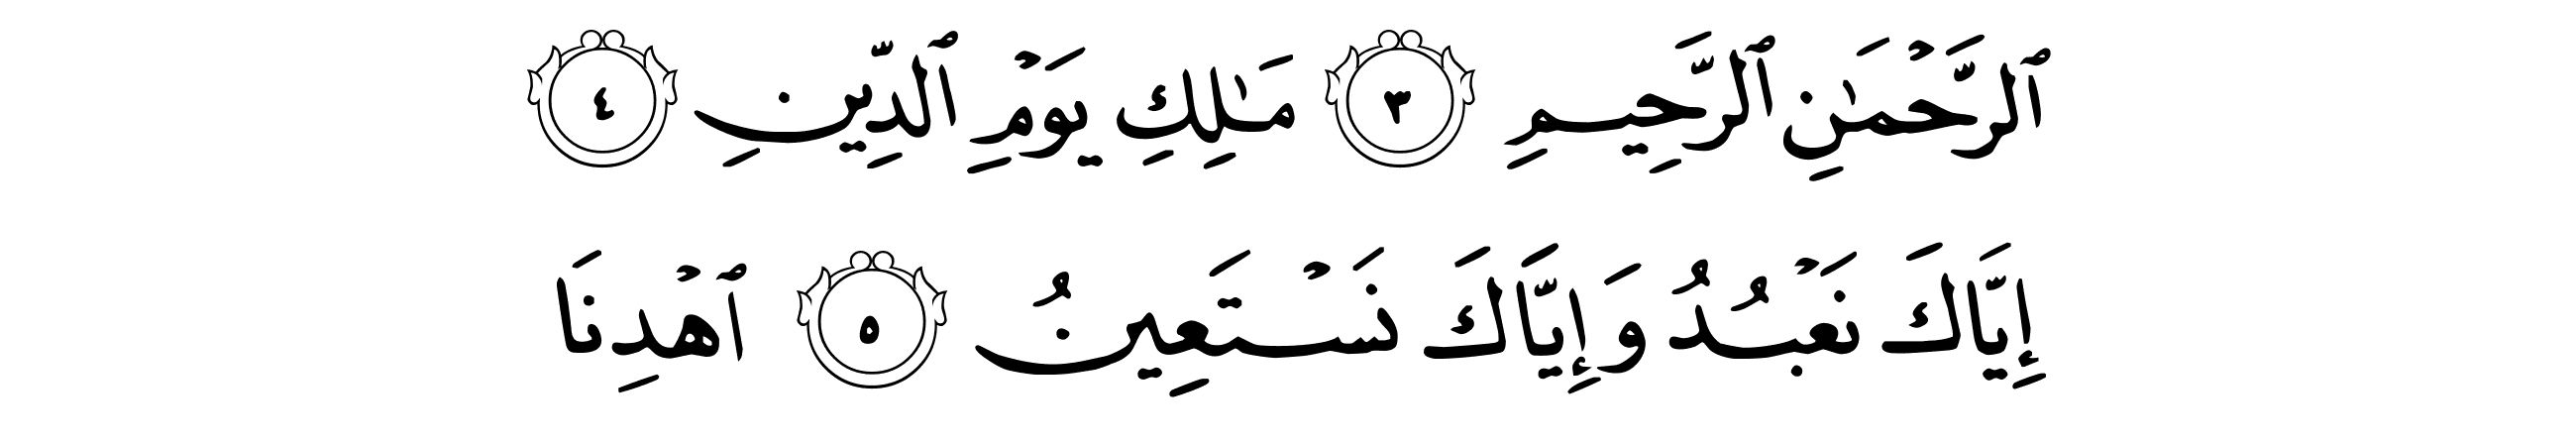 ٱلرَّحۡمَٰنِ ٱلرَّحِيمِ ٣ مَٰلِكِ يَوۡمِ ٱلدِّينِ ٤
إِيَّاكَ نَعۡبُدُ وَإِيَّاكَ نَسۡتَعِينُ ٥ ٱهۡدِنَا